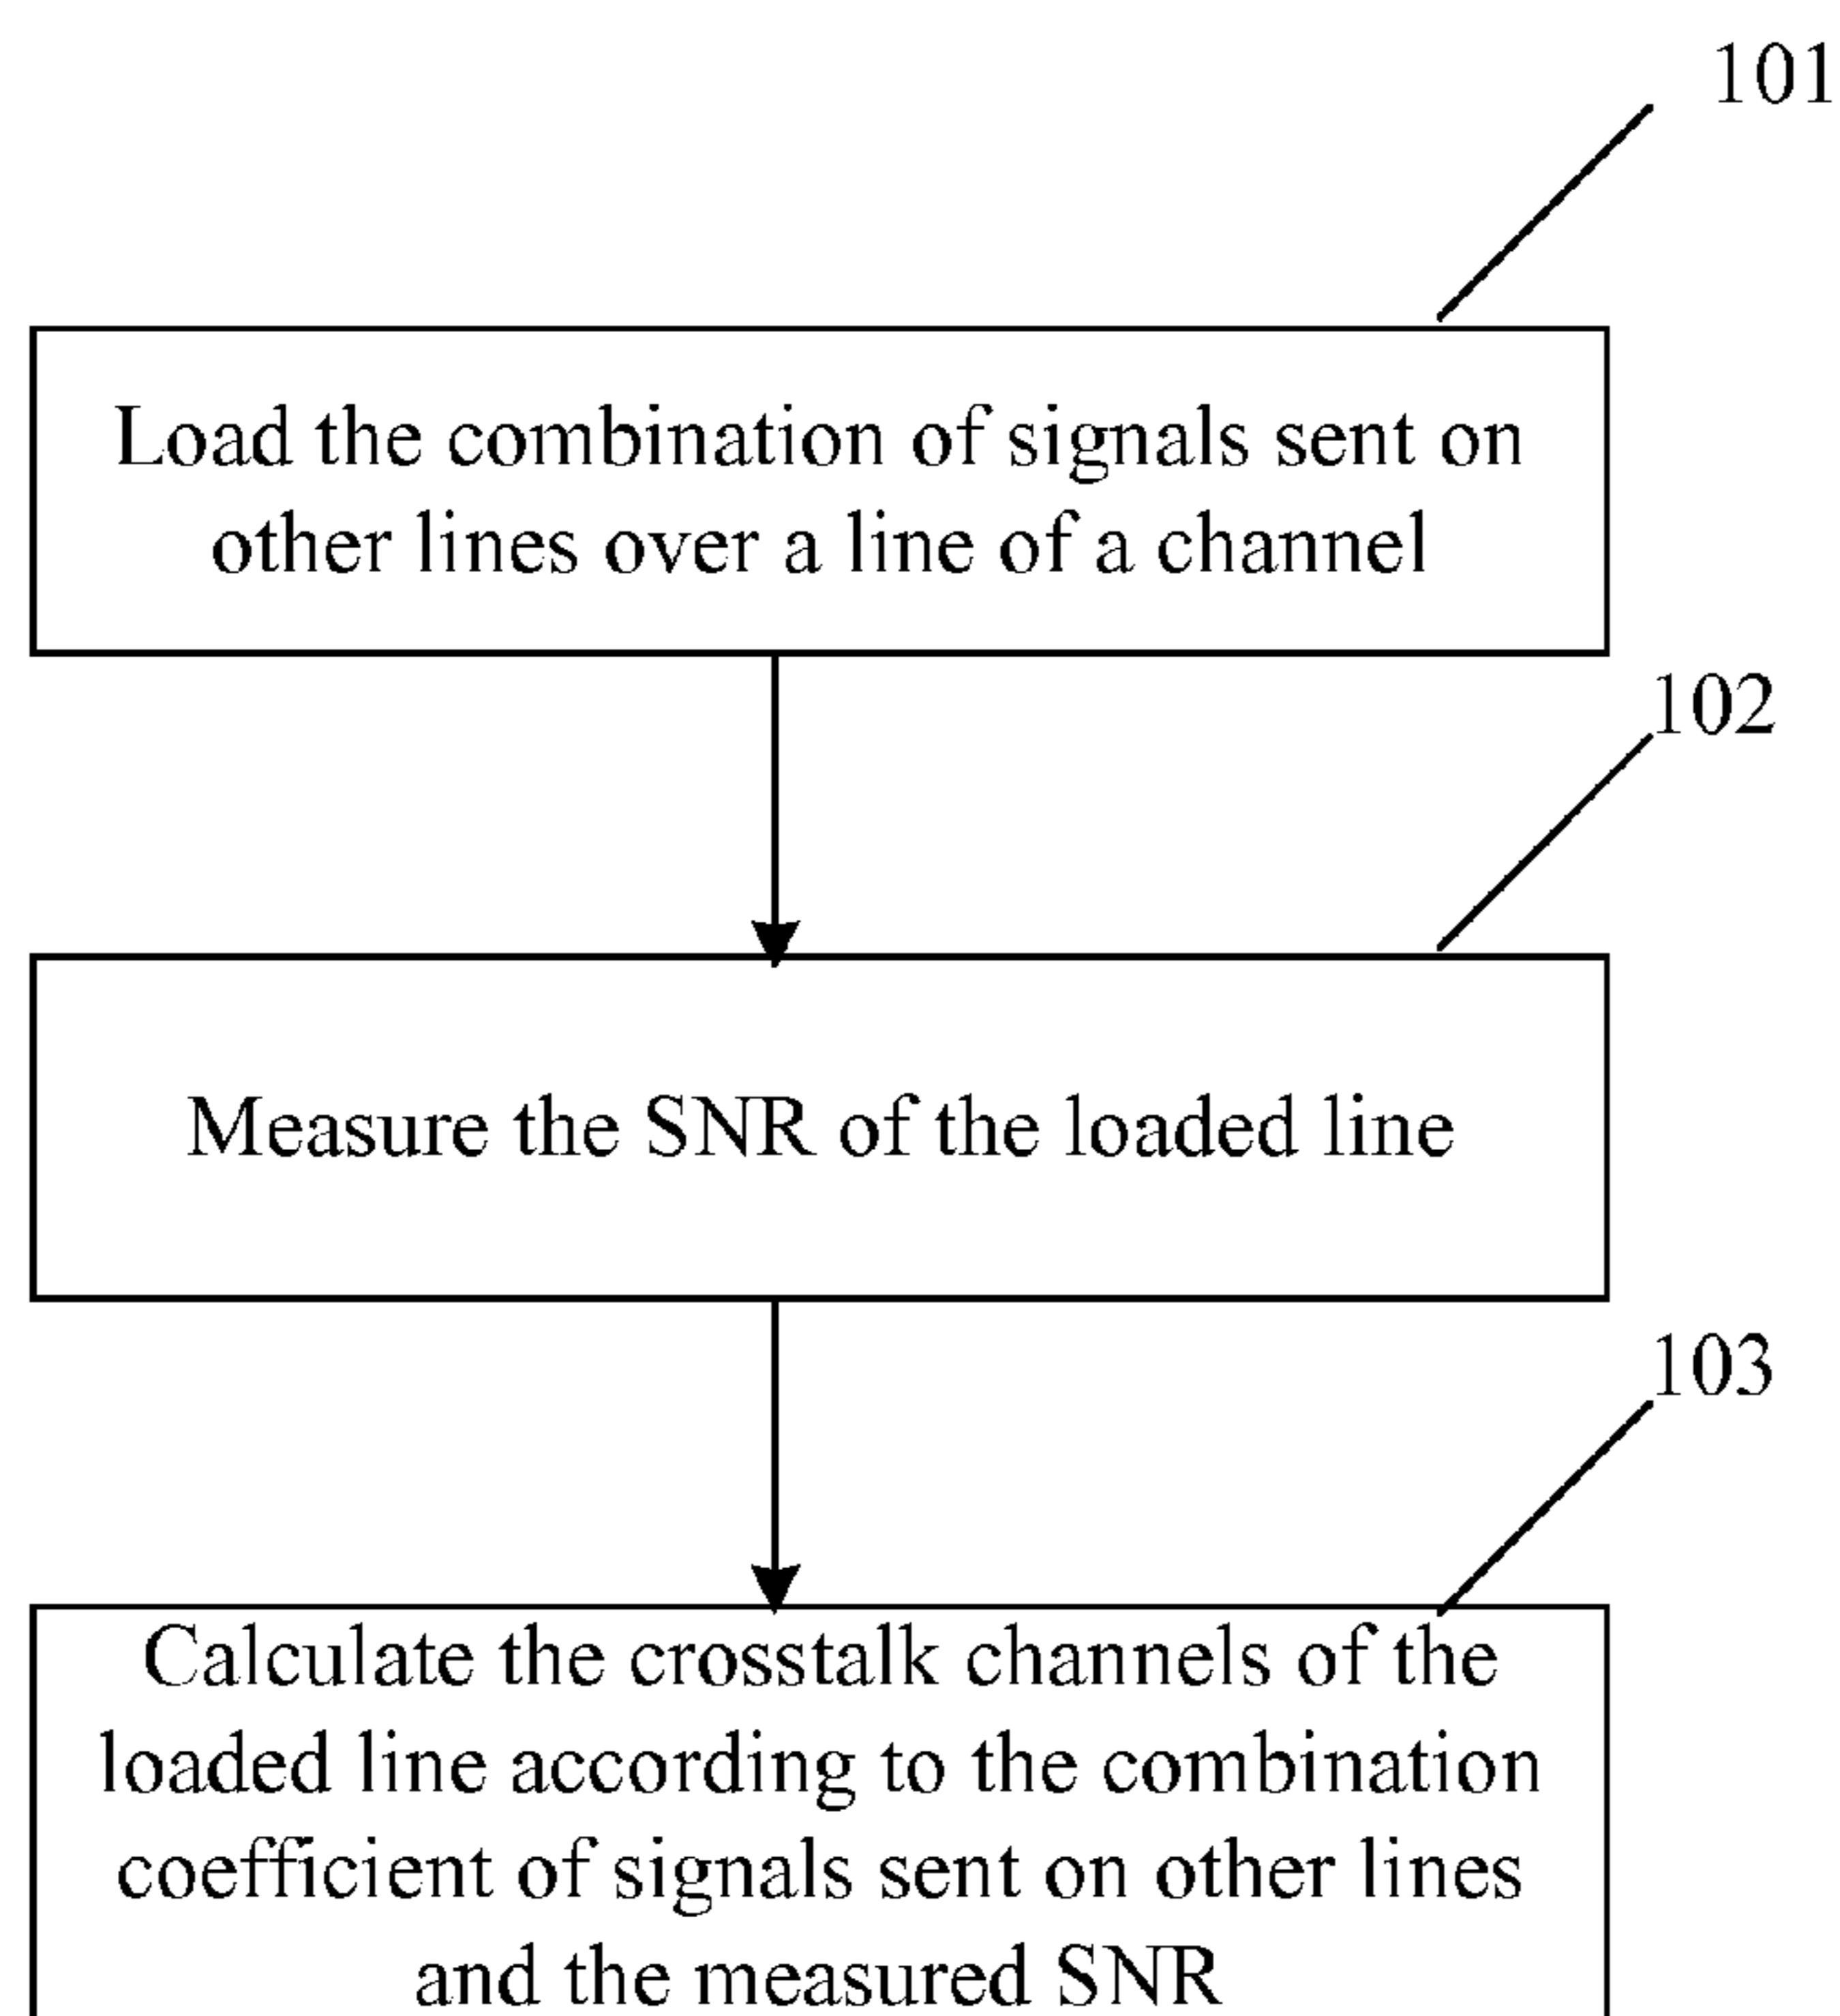 101
Load the combination of signals sent on
other lines over a line of a channel
102
Measure the SNR of the loaded line
103
Calculate the crosstalk channels of the
loaded line according to the combination
coefficient of signals sent on other lines
and the measured SNR